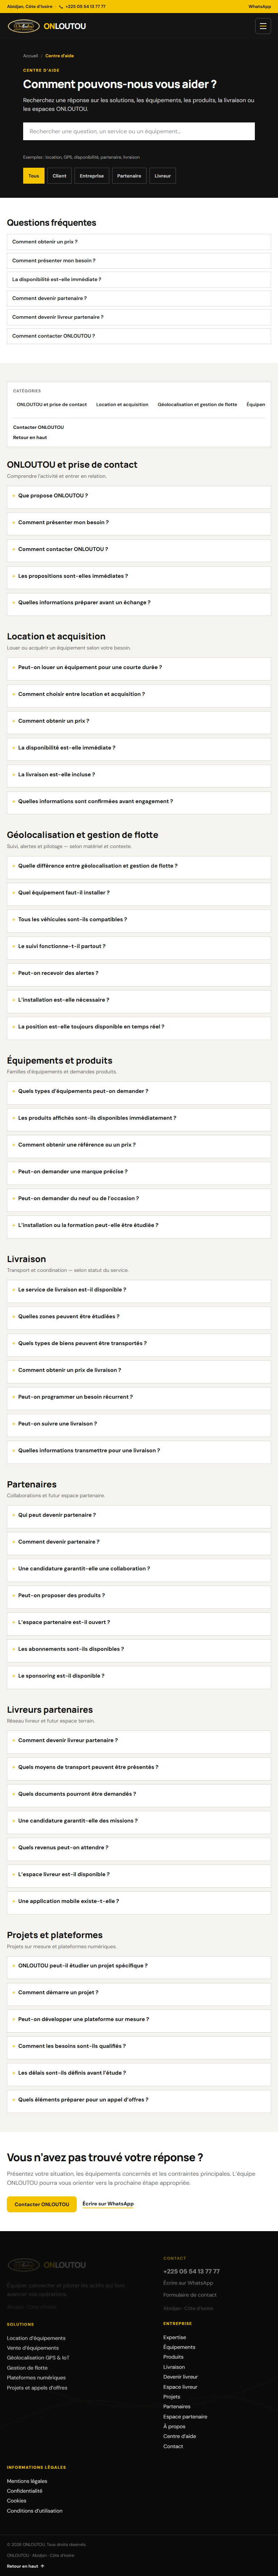 Abidjan, Côte d'Ivoire
+225 05 54 13 77 77
WhatsApp
ONLOUTOU
Accueil / Centre d'aide
CENTRE D'AIDE
Comment pouvons-nous vous aider ?
Recherchez une réponse sur les solutions, les équipements, les produits, la livraison ou
les espaces ONLOUTOU.
Rechercher une question, un service ou un équipement...
Exemples : location, GPS, disponibilité, partenaire, livraison
Tous
Client
Entreprise
Partenaire
Livreur
Questions fréquentes
Comment obtenir un prix ?
Comment présenter mon besoin ?
La disponibilité est-elle immédiate ?
Comment devenir partenaire ?
Comment devenir livreur partenaire ?
Comment contacter ONLOUTOU ?
CATÉGORIES
ONLOUTOU et prise de contact
Location et acquisition
Géolocalisation et gestion de flotte
Équipem
Contacter ONLOUTOU
Retour en haut
ONLOUTOU et prise de contact
Comprendre l'activité et entrer en relation.
Que propose ONLOUTOU ?
Comment présenter mon besoin ?
Comment contacter ONLOUTOU ?
Les propositions sont-elles immédiates ?
Quelles informations préparer avant un échange ?
Location et acquisition
Louer ou acquérir un équipement selon votre besoin.
Peut-on louer un équipement pour une courte durée ?
Comment choisir entre location et acquisition ?
Comment obtenir un prix ?
La disponibilité est-elle immédiate ?
La livraison est-elle incluse ?
Quelles informations sont confirmées avant engagement ?
Géolocalisation et gestion de flotte
Suivi, alertes et pilotage — selon matériel et contexte.
Quelle différence entre géolocalisation et gestion de flotte ?
Quel équipement faut-il installer ?
Tous les véhicules sont-ils compatibles ?
Le suivi fonctionne-t-il partout ?
Peut-on recevoir des alertes ?
L'installation est-elle nécessaire ?
La position est-elle toujours disponible en temps réel ?
Équipements et produits
Familles d'équipements et demandes produits.
Quels types d'équipements peut-on demander ?
Les produits affichés sont-ils disponibles immédiatement ?
Comment obtenir une référence ou un prix ?
Peut-on demander une marque précise ?
Peut-on demander du neuf ou de l'occasion ?
L'installation ou la formation peut-elle être étudiée ?
Livraison
Transport et coordination — selon statut du service.
Le service de livraison est-il disponible ?
Quelles zones peuvent être étudiées ?
Quels types de biens peuvent être transportés ?
Comment obtenir un prix de livraison ?
Peut-on programmer un besoin récurrent ?
Peut-on suivre une livraison ?
Quelles informations transmettre pour une livraison ?
Partenaires
Collaborations et futur espace partenaire.
Qui peut devenir partenaire ?
Comment devenir partenaire ?
Une candidature garantit-elle une collaboration ?
Peut-on proposer des produits ?
L'espace partenaire est-il ouvert ?
Les abonnements sont-ils disponibles ?
Le sponsoring est-il disponible ?
Livreurs partenaires
Réseau livreur et futur espace terrain.
Comment devenir livreur partenaire ?
Quels moyens de transport peuvent être présentés ?
Quels documents pourront être demandés ?
Une candidature garantit-elle des missions ?
Quels revenus peut-on attendre ?
L'espace livreur est-il disponible ?
Une application mobile existe-t-elle ?
Projets et plateformes
Projets sur mesure et plateformes numériques.
ONLOUTOU peut-il étudier un projet spécifique ?
Comment démarre un projet ?
Peut-on développer une plateforme sur mesure ?
Comment les besoins sont-ils qualifiés ?
Les délais sont-ils définis avant l'étude ?
Quels éléments préparer pour un appel d'offres ?
Vous n'avez pas trouvé votre réponse ?
Présentez votre situation, les équipements concernés et les contraintes principales. L'équipe
ONLOUTOU pourra vous orienter vers la prochaine étape appropriée.
Contacter ONLOUTOU
Écrire sur WhatsApp
ONLOUTOU
CONTACT
+225 05 54 13 77 77
Écrire sur WhatsApp
Formulaire de contact
Abidjan · Côte d'Ivoire
SOLUTIONS
Location d'équipements
Vente d'équipements
Géolocalisation GPS & IoT
Gestion de flotte
Plateformes numériques
Projets et appels d'offres
ENTREPRISE
Expertise
Équipements
Produits
Livraison
Devenir livreur
Espace livreur
Projets
Partenaires
Espace partenaire
À propos
Centre d'aide
Contact
INFORMATIONS LÉGALES
Mentions légales
Confidentialité
Cookies
Conditions d'utilisation
© 2026 ONLOUTOU. Tous droits réservés.
ONLOUTOU · Abidjan · Côte d'Ivoire
Retour en haut ↑